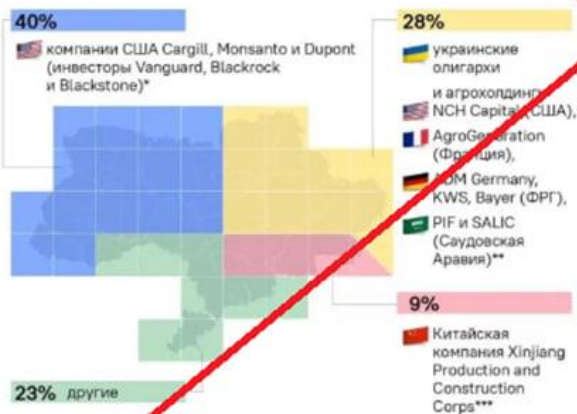 40%
компании США Cargill, Monsanto и Dupont
(инвесторы Vanguard, Blackrock
и Blackstone)*
28%
украинские
олигархи
и агрохолдинги
NCH Capital (США),
AgroGeneration
(Франция),
ADM Germany,
KWS, Bayer (ФРГ),
PIF и SALIC
(Саудовская
Аравия)**
9%
Китайская
компания Xinjiang
Production and
Construction
Corps***
23% другие